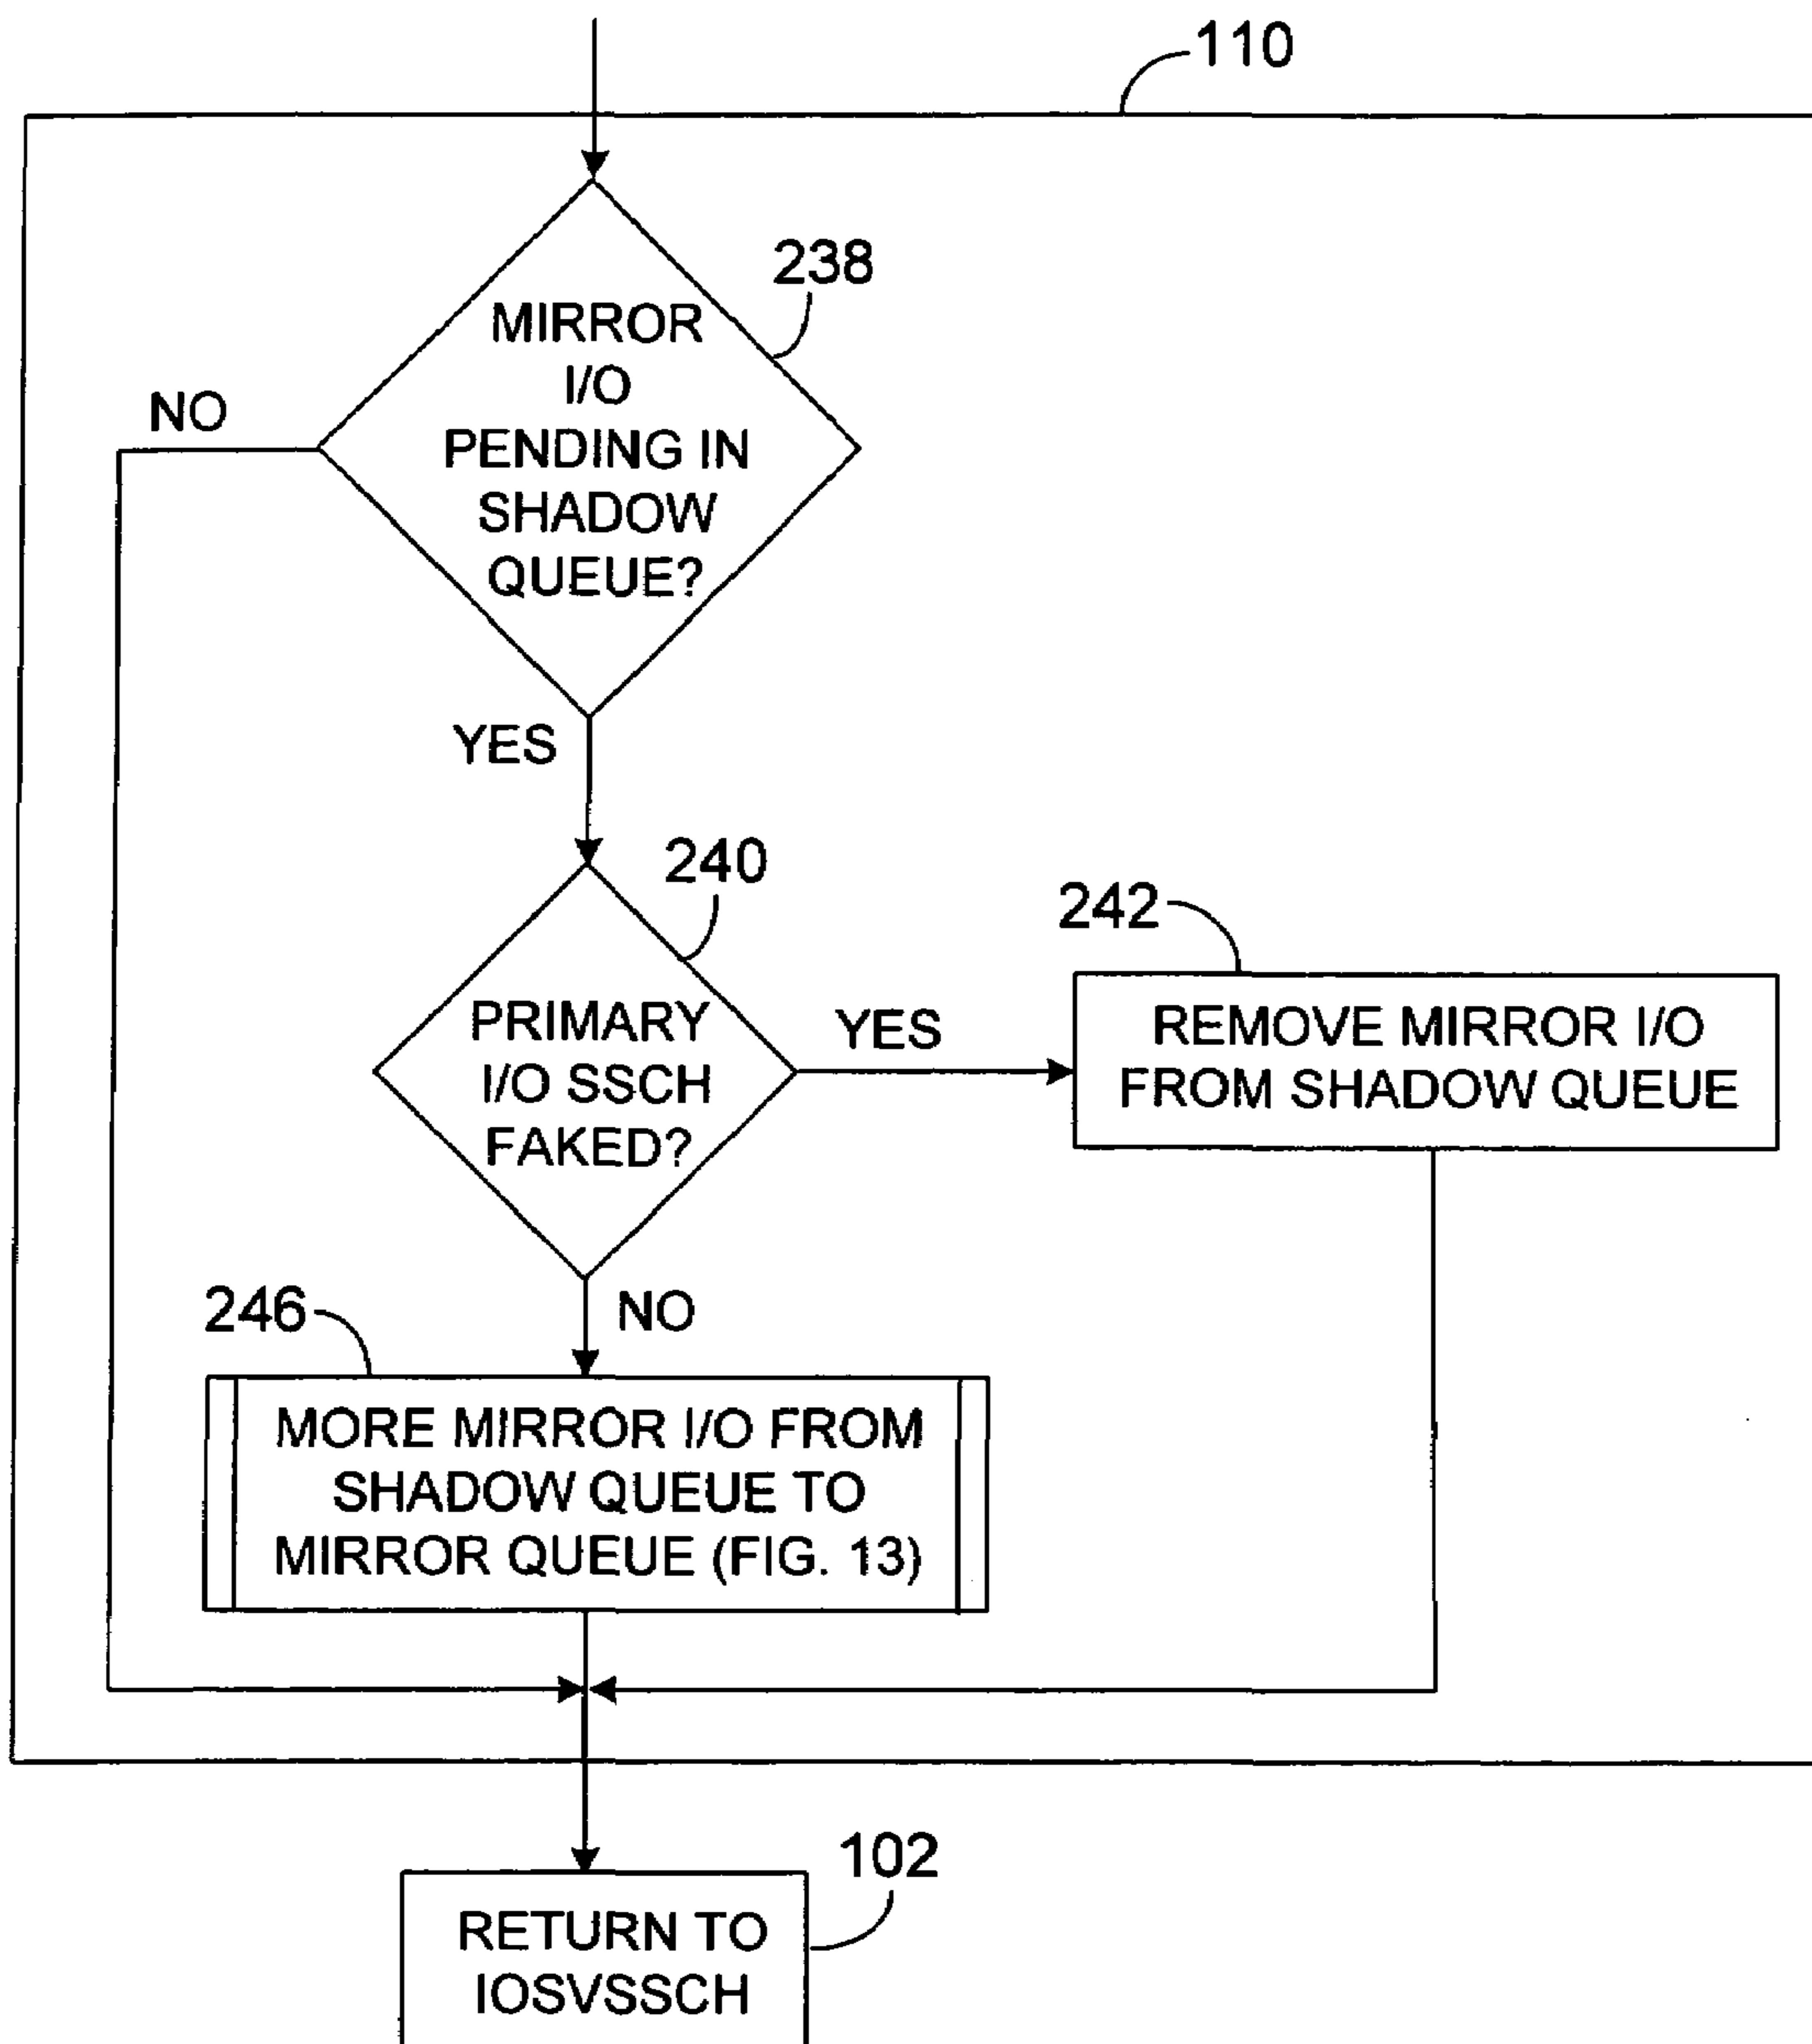 110
238
MIRROR
I/O
PENDING IN
SHADOW
QUEUE?
NO
YES
240
PRIMARY
I/O SSCH
FAKED?
YES
242
REMOVE MIRROR I/O
FROM SHADOW QUEUE
NO
246
MORE MIRROR I/O FROM
SHADOW QUEUE TO
MIRROR QUEUE (FIG. 13)
102
RETURN TO
IOSVSSCH